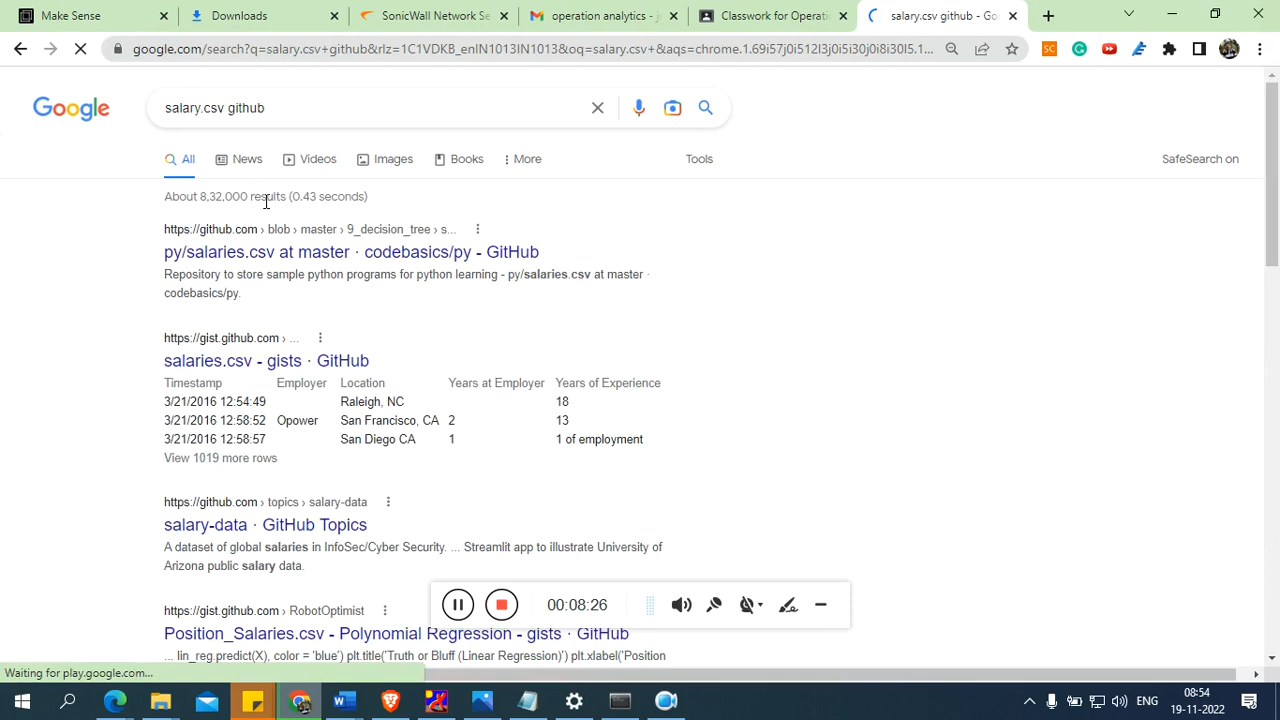 Make Sense
Downloads
SonicWall Network Se
operation analytics - j
Classwork for Operati
salary.csv github - Go
google.com/search?q=salary.csv+github&rlz=1C1VDKB_enIN1013IN1013&oq=salary.csv+&aqs=chrome.1.69i57j0i512l3j0i5i30j0i8i30l5.1...
Google
salary.csv github
All
News
Videos
Images
Books
More
Tools
SafeSearch on
About 8,32,000 results (0.43 seconds)
https://github.com › blob › master › 9_decision_tree › s...
py/salaries.csv at master · codebasics/py - GitHub
Repository to store sample python programs for python learning - py/salaries.csv at master ·
codebasics/py.
https://gist.github.com › ...
salaries.csv - gists · GitHub
Timestamp Employer Location Years at Employer Years of Experience
3/21/2016 12:54:49 Raleigh, NC 18
3/21/2016 12:58:52 Opower San Francisco, CA 2 13
3/21/2016 12:58:57 San Diego CA 1 1 of employment
View 1019 more rows
https://github.com › topics › salary-data
salary-data · GitHub Topics
A dataset of global salaries in InfoSec/Cyber Security. ... Streamlit app to illustrate University of
Arizona public salary data.
https://gist.github.com › RobotOptimist
00:08:26
Position_Salaries.csv - Polynomial Regression - gists · GitHub
... lin_reg.predict(X), color = 'blue') plt.title('Truth or Bluff (Linear Regression)') plt.xlabel('Position
Waiting for play.google.com...
ENG
08:54
19-11-2022